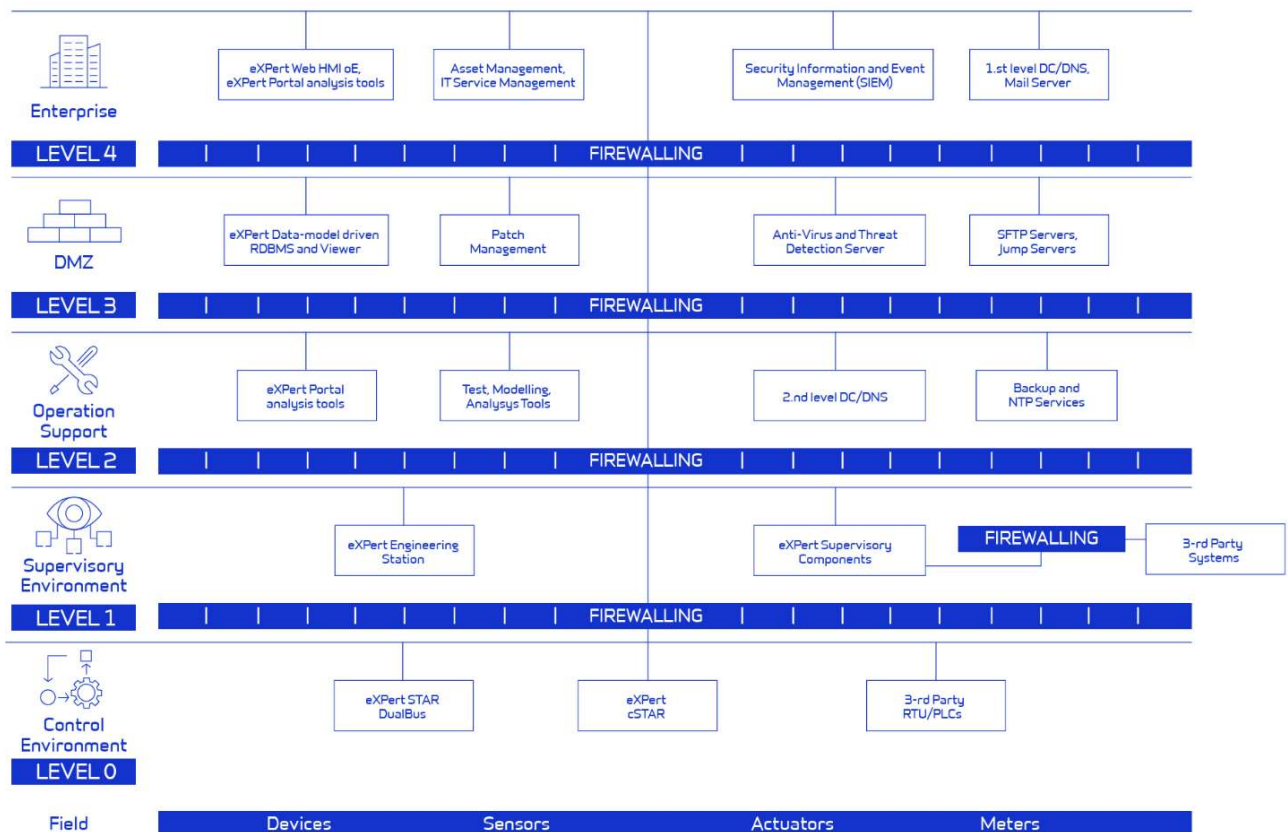 eXPert Web HMI oE,
eXPert Portal analysis tools
Asset Management,
IT Service Management
Security Information and Event
Management (SIEM)
1.st level DC/DNS,
Mail Server
Enterprise
LEVEL 4
FIREWALLING
eXPert Data-model driven
RDBMS and Viewer
Patch
Management
Anti-Virus and Threat
Detection Server
SFTP Servers,
Jump Servers
DMZ
LEVEL 3
FIREWALLING
eXPert Portal
analysis tools
Test, Modelling,
Analysys Tools
2.nd level DC/DNS
Backup and
NTP Services
Operation
Support
LEVEL 2
FIREWALLING
eXPert Engineering
Station
eXPert Supervisory
Components
FIREWALLING
3-rd Party
Systems
Supervisory
Environment
LEVEL 1
FIREWALLING
eXPert STAR
DualBus
eXPert
cSTAR
3-rd Party
RTU/PLCs
Control
Environment
LEVEL 0
Field
Devices
Sensors
Actuators
Meters